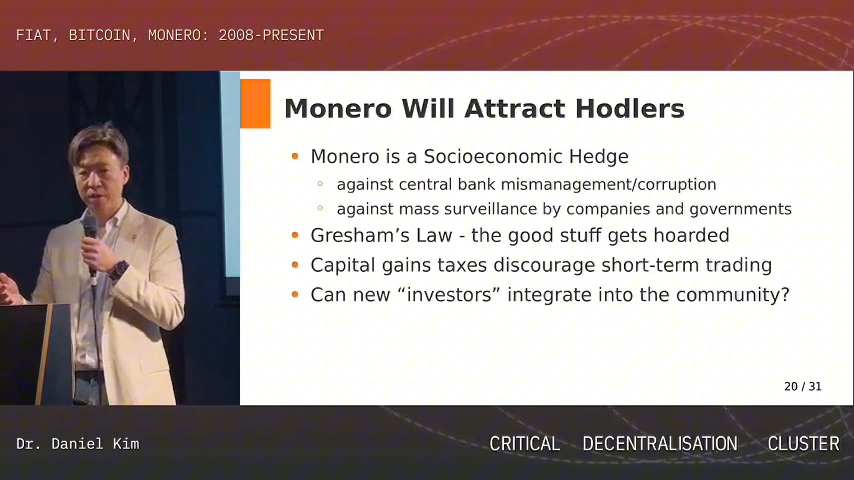 FIAT, BITCOIN, MONERO: 2008-PRESENT
Monero Will Attract Hodlers
• Monero is a Socioeconomic Hedge
◦ against central bank mismanagement/corruption
◦ against mass surveillance by companies and governments
• Gresham’s Law - the good stuff gets hoarded
• Capital gains taxes discourage short-term trading
• Can new “investors” integrate into the community?
20 / 31
Dr. Daniel Kim
CRITICAL DECENTRALISATION CLUSTER